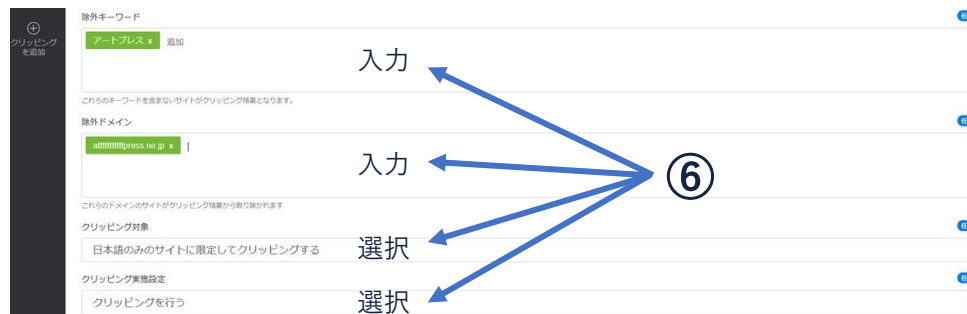 クリッピング
を追加
除外キーワード
アートプレス x 追加
入力
これらのキーワードを含まないサイトがクリッピング結果となります。
除外ドメイン
入力
⑥
これらのドメインのサイトがクリッピング結果から取り除かれます
クリッピング対象
日本語のみのサイトに限定してクリッピングする
選択
クリッピング実施設定
クリッピングを行う
選択